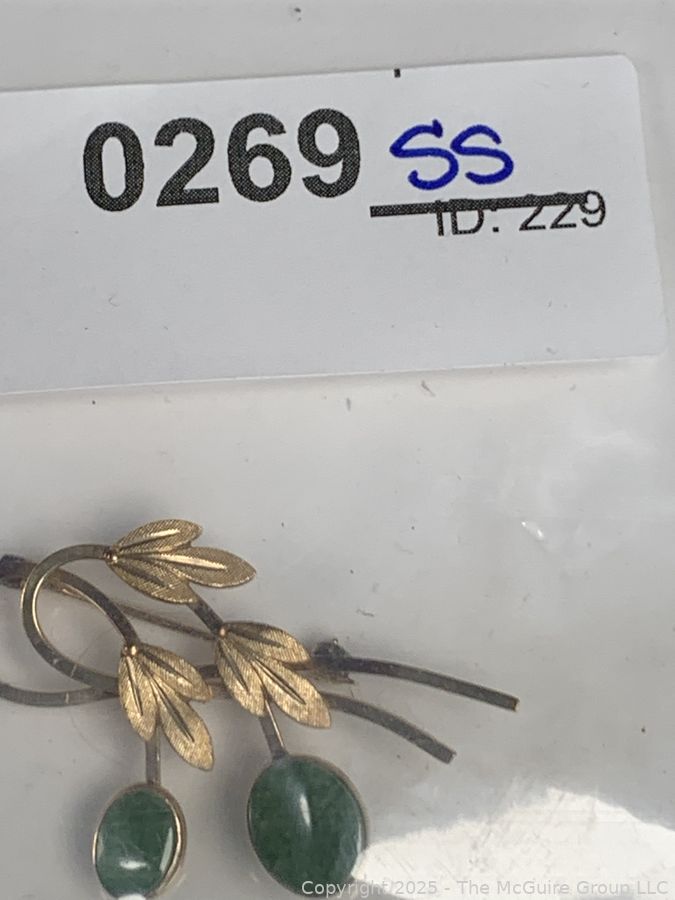 0269 SS
ID: 229
Copyright 2025 - The McGuire Group LLC